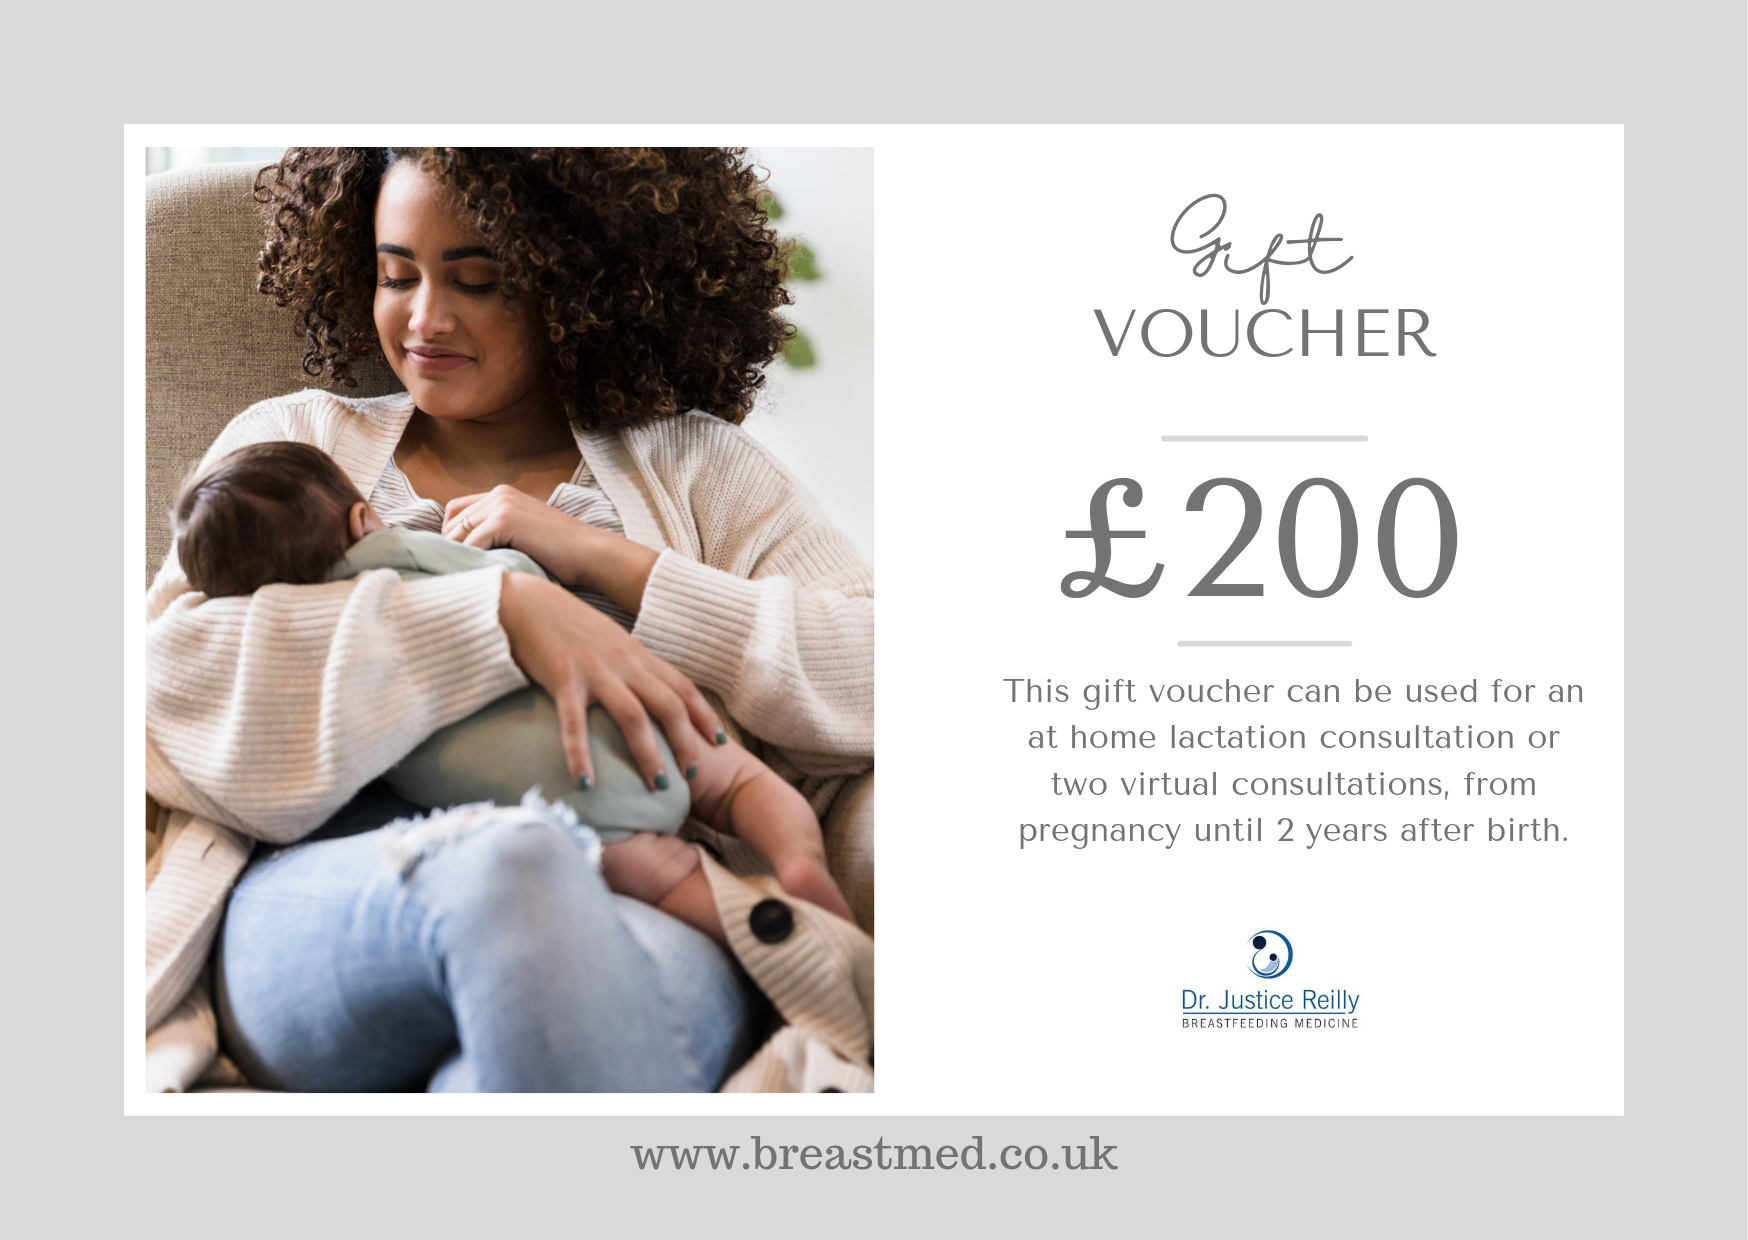 Gift
VOUCHER
£200
This gift voucher can be used for an
at home lactation consultation or
two virtual consultations, from
pregnancy until 2 years after birth.
Dr. Justice Reilly
BREASTFEEDING MEDICINE
www.breastmed.co.uk